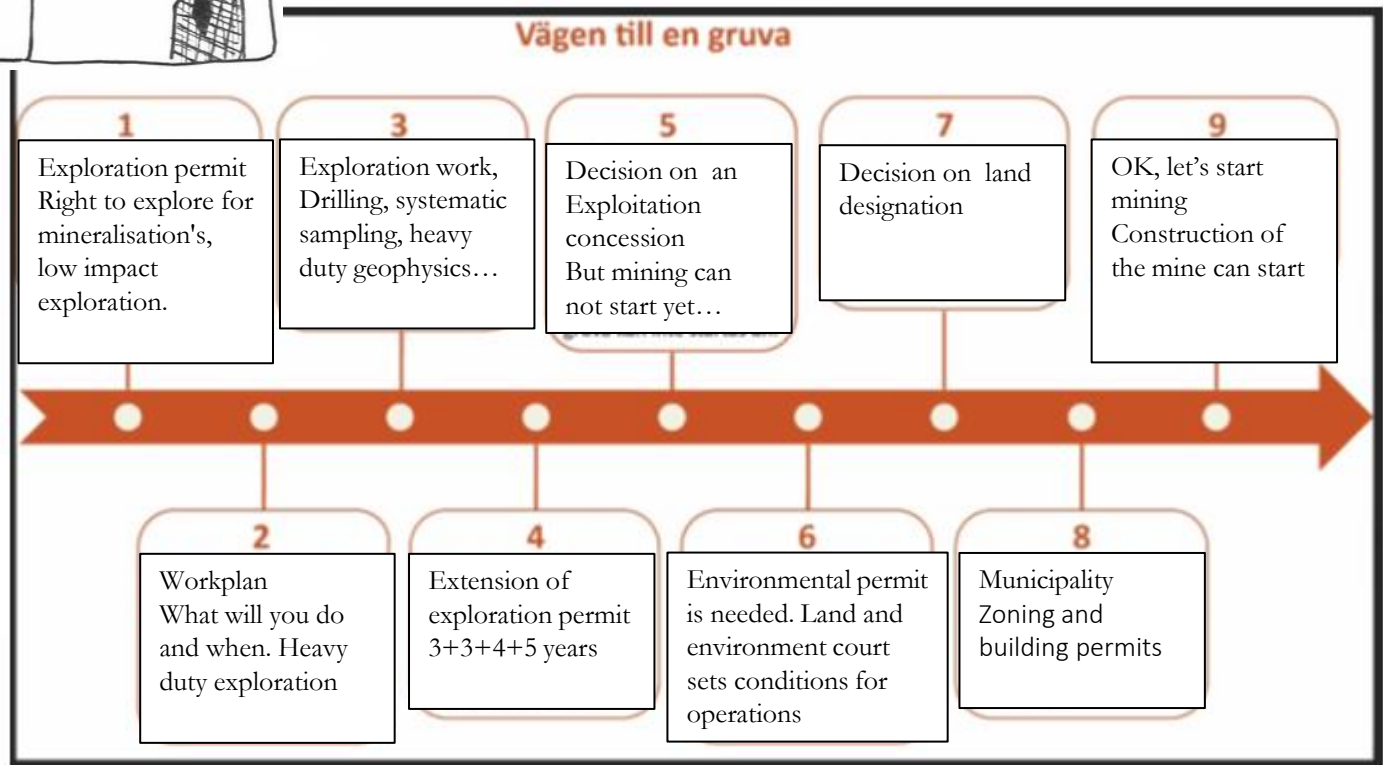 Vägen till en gruva
1
Exploration permit
Right to explore for
mineralisation's,
low impact
exploration.
2
Workplan
What will you do
and when. Heavy
duty exploration
3
Exploration work,
Drilling, systematic
sampling, heavy
duty geophysics…
4
Extension of
exploration permit
3+3+4+5 years
5
Decision on  an
Exploitation
concession
But mining can
not start yet…
6
Environmental permit
is needed. Land and
environment court
sets conditions for
operations
7
Decision on  land
designation
8
Municipality
Zoning and
building permits
9
OK, let’s start
mining
Construction of
the mine can start